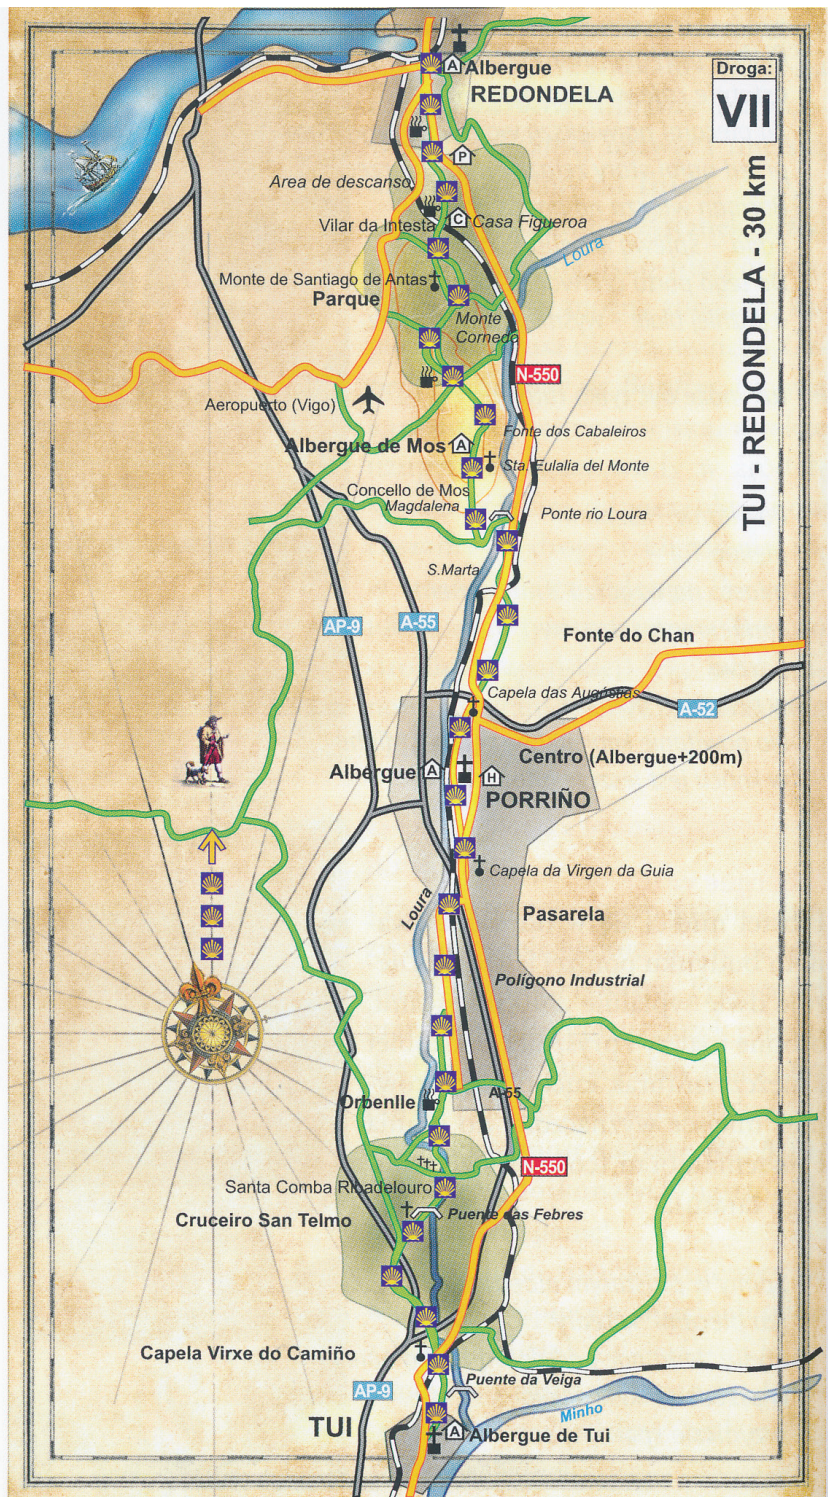 Droga:
VII
TUI - REDONDELA - 30 km
A
Albergue
REDONDELA
P
Area de descanso
Vilar da Intesta
C
Casa Figueroa
Loura
Monte de Santiago de Antas
Parque
Monte
Cornedo
N-550
Aeropuerto (Vigo)
Fonte dos Cabaleiros
Albergue de Mos
A
Sta. Eulalia del Monte
Concello de Mos
Magdalena
Ponte rio Loura
S.Marta
AP-9
A-55
Fonte do Chan
Capela das Augustias
A-52
Centro (Albergue+200m)
Albergue
A
H
PORRIÑO
Capela da Virgen da Guia
Loura
Pasarela
Polígono Industrial
A-55
Orbenlle
N-550
Santa Comba Ribadelouro
Cruceiro San Telmo
Puente das Febres
Capela Virxe do Camiño
AP-9
Puente da Veiga
Minho
TUI
A
Albergue de Tui